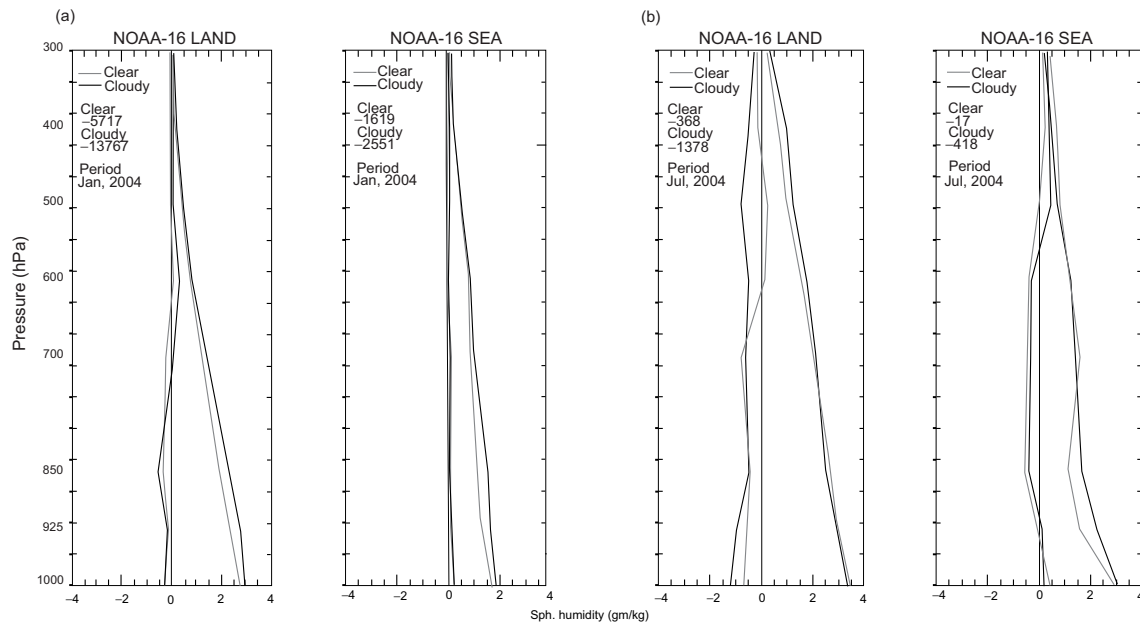 (a)
NOAA-16 LAND
NOAA-16 SEA
(b)
NOAA-16 LAND
NOAA-16 SEA
300
400
500
600
700
850
925
1000
Pressure (hPa)
Clear
Cloudy
Clear
–5717
Cloudy
–13767
Period
Jan, 2004
Clear
Cloudy
Clear
–1619
Cloudy
–2551
Period
Jan, 2004
Clear
Cloudy
Clear
–368
Cloudy
–1378
Period
Jul, 2004
Clear
Cloudy
Clear
–17
Cloudy
–418
Period
Jul, 2004
–4 –2 0 2 4
–4 –2 0 2 4
–4 –2 0 2 4
–4 –2 0 2 4
Sph. humidity (gm/kg)